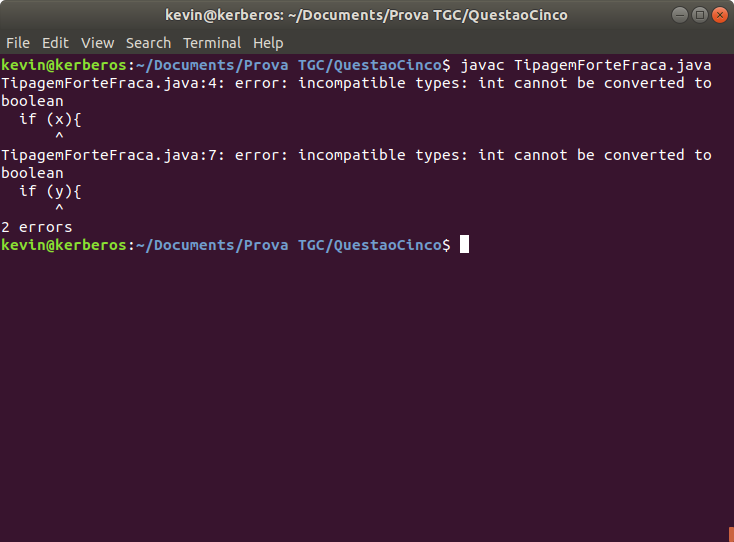 kevin@kerberos: ~/Documents/Prova TGC/QuestaoCinco
File Edit View Search Terminal Help
kevin@kerberos:~/Documents/Prova TGC/QuestaoCinco$ javac TipagemForteFraca.java
TipagemForteFraca.java:4: error: incompatible types: int cannot be converted to
boolean
  if (x){
      ^
TipagemForteFraca.java:7: error: incompatible types: int cannot be converted to
boolean
  if (y){
      ^
2 errors
kevin@kerberos:~/Documents/Prova TGC/QuestaoCinco$